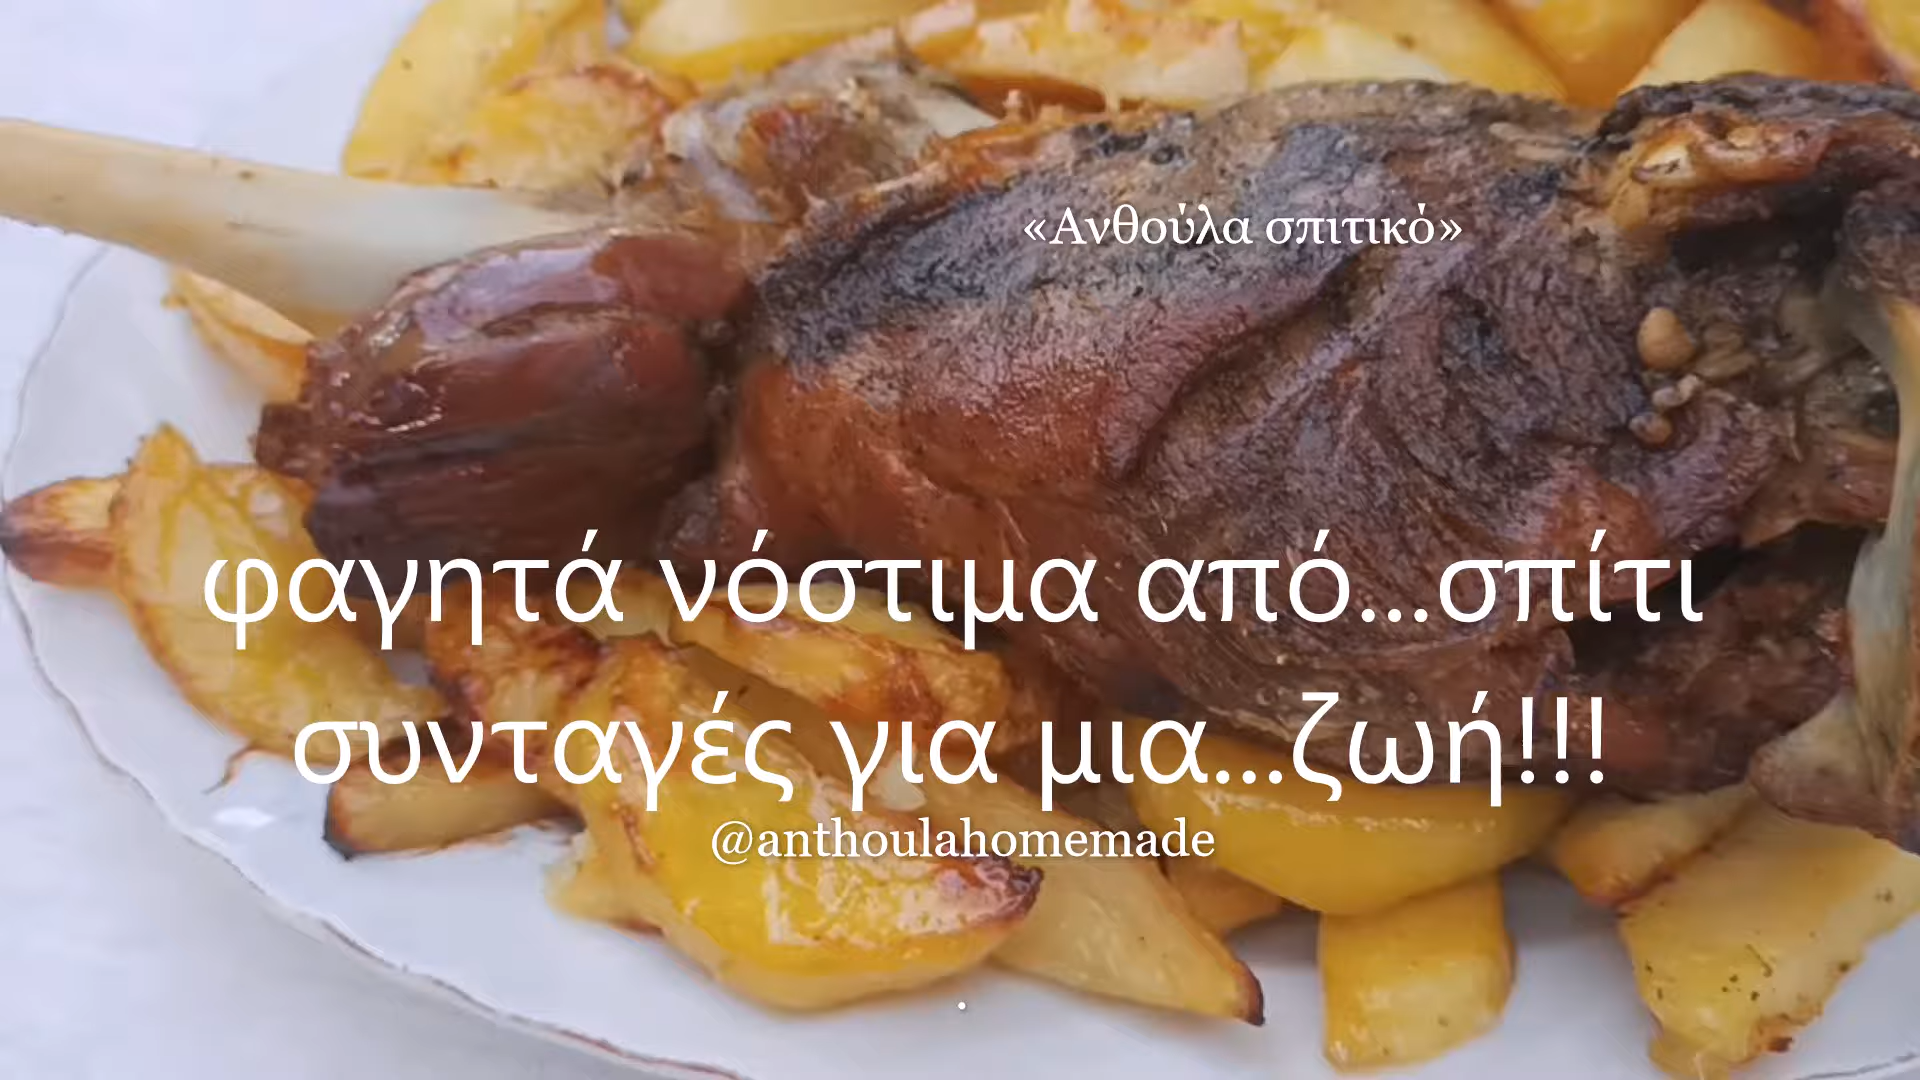 «Ανθούλα σπιτικό»
φαγητά νόστιμα από...σπίτι
συνταγές για μια...ζωή!!!
@anthoulahomemade
.